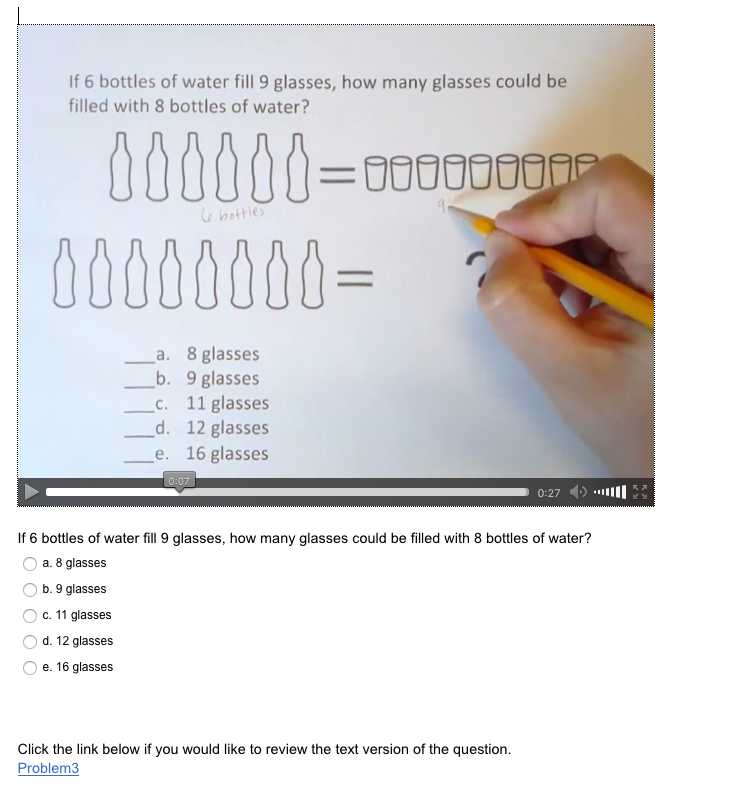 If 6 bottles of water fill 9 glasses, how many glasses could be
filled with 8 bottles of water?
=
6 bottles
9
= ?
___a. 8 glasses
___b. 9 glasses
___c. 11 glasses
___d. 12 glasses
___e. 16 glasses
0:07
0:27
If 6 bottles of water fill 9 glasses, how many glasses could be filled with 8 bottles of water?
a. 8 glasses
b. 9 glasses
c. 11 glasses
d. 12 glasses
e. 16 glasses
Click the link below if you would like to review the text version of the question.
Problem3